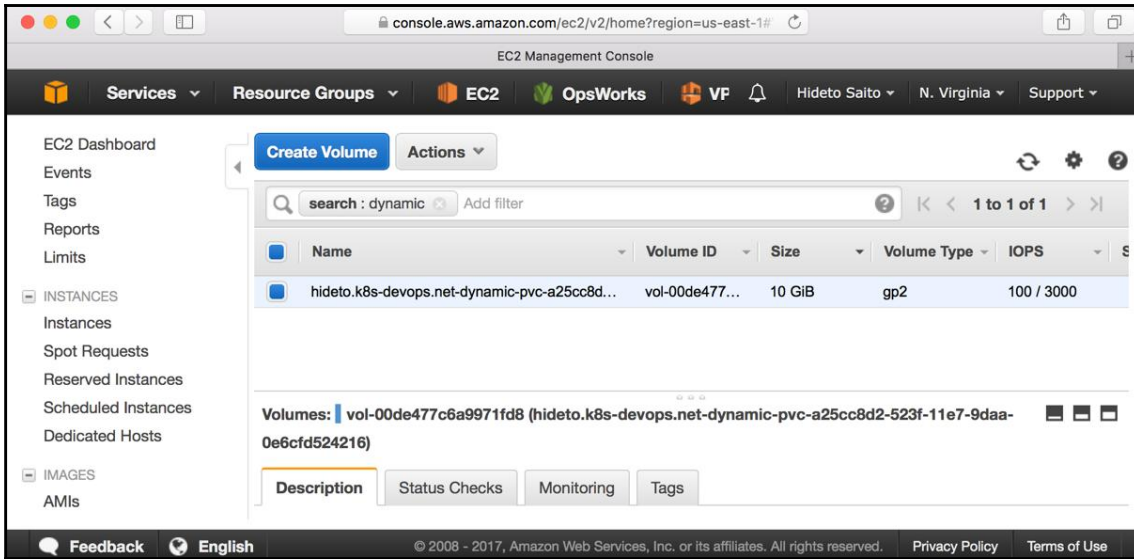 console.aws.amazon.com/ec2/v2/home?region=us-east-1#
EC2 Management Console
Services Resource Groups EC2 OpsWorks VP Hideto Saito N. Virginia Support
EC2 Dashboard
Events
Tags
Reports
Limits
INSTANCES
Instances
Spot Requests
Reserved Instances
Scheduled Instances
Dedicated Hosts
IMAGES
AMIs
Create Volume Actions
search : dynamic Add filter 1 to 1 of 1
Name Volume ID Size Volume Type IOPS S
hideto.k8s-devops.net-dynamic-pvc-a25cc8d... vol-00de477... 10 GiB gp2 100 / 3000
Volumes: vol-00de477c6a9971fd8 (hideto.k8s-devops.net-dynamic-pvc-a25cc8d2-523f-11e7-9daa-
0e6cfd524216)
Description Status Checks Monitoring Tags
Feedback English © 2008 - 2017, Amazon Web Services, Inc. or its affiliates. All rights reserved. Privacy Policy Terms of Use